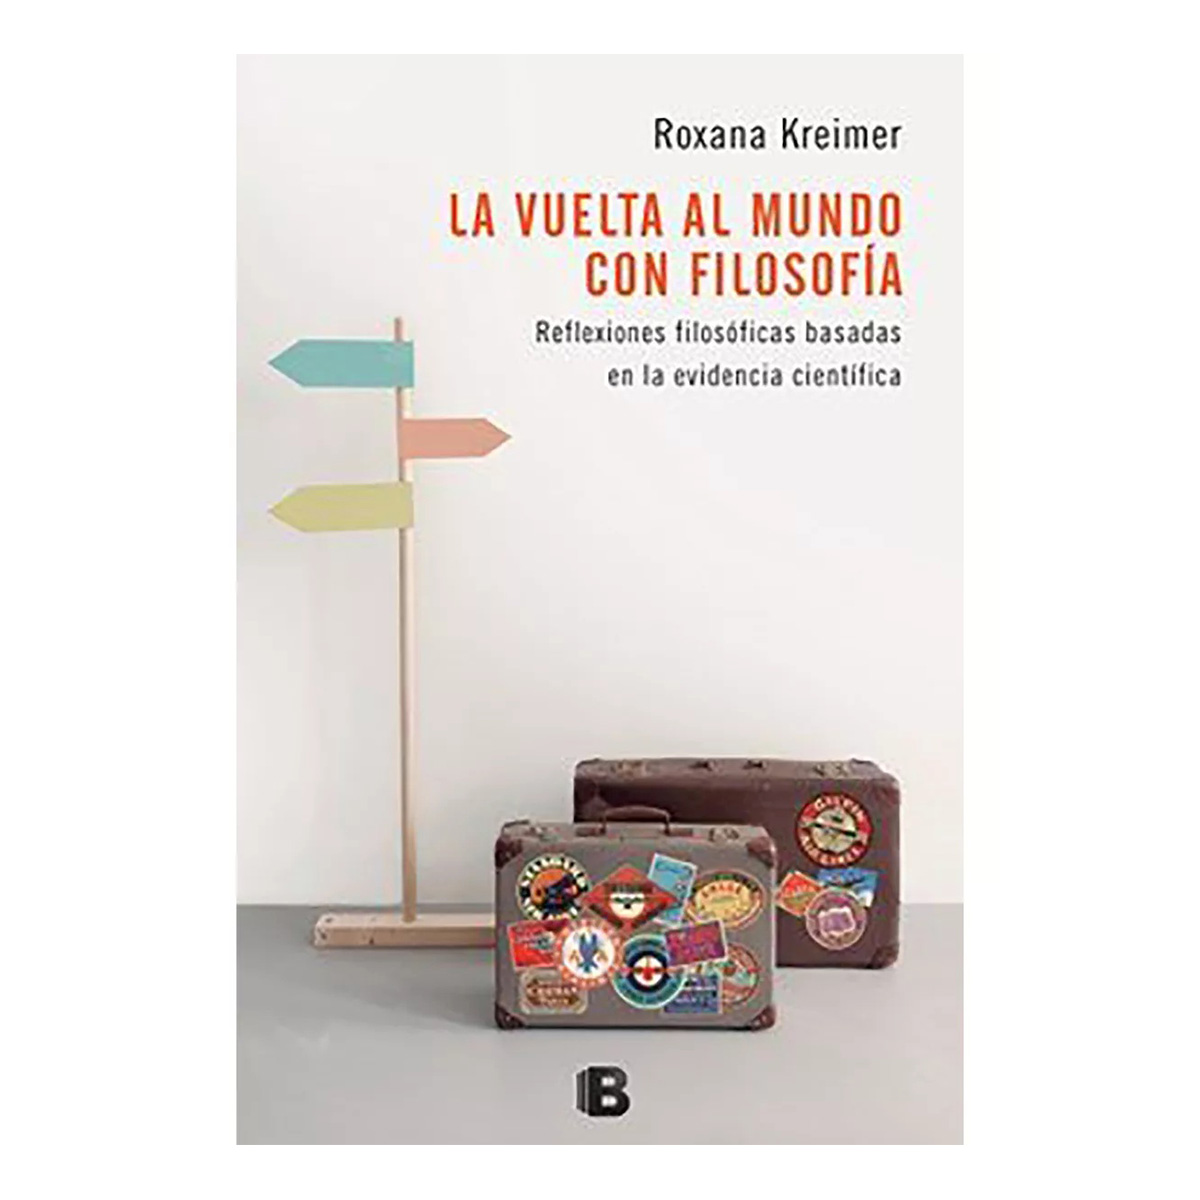 Roxana Kreimer
LA VUELTA AL MUNDO
CON FILOSOFÍA
Reflexiones filosóficas basadas
en la evidencia científica
B